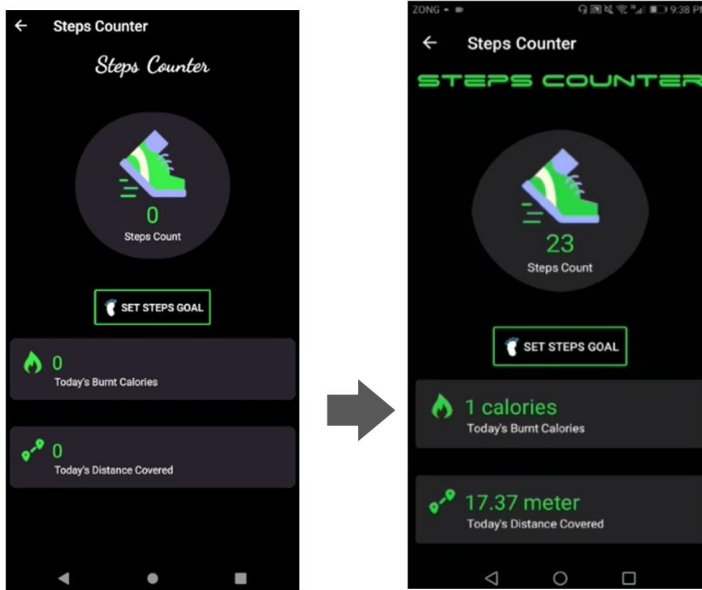 Steps Counter
Steps Counter
0
Steps Count
SET STEPS GOAL
0
Today's Burnt Calories
0
Today's Distance Covered
ZONG
9:38 PM
Steps Counter
STEPS COUNTER
23
Steps Count
SET STEPS GOAL
1 calories
Today's Burnt Calories
17.37 meter
Today's Distance Covered